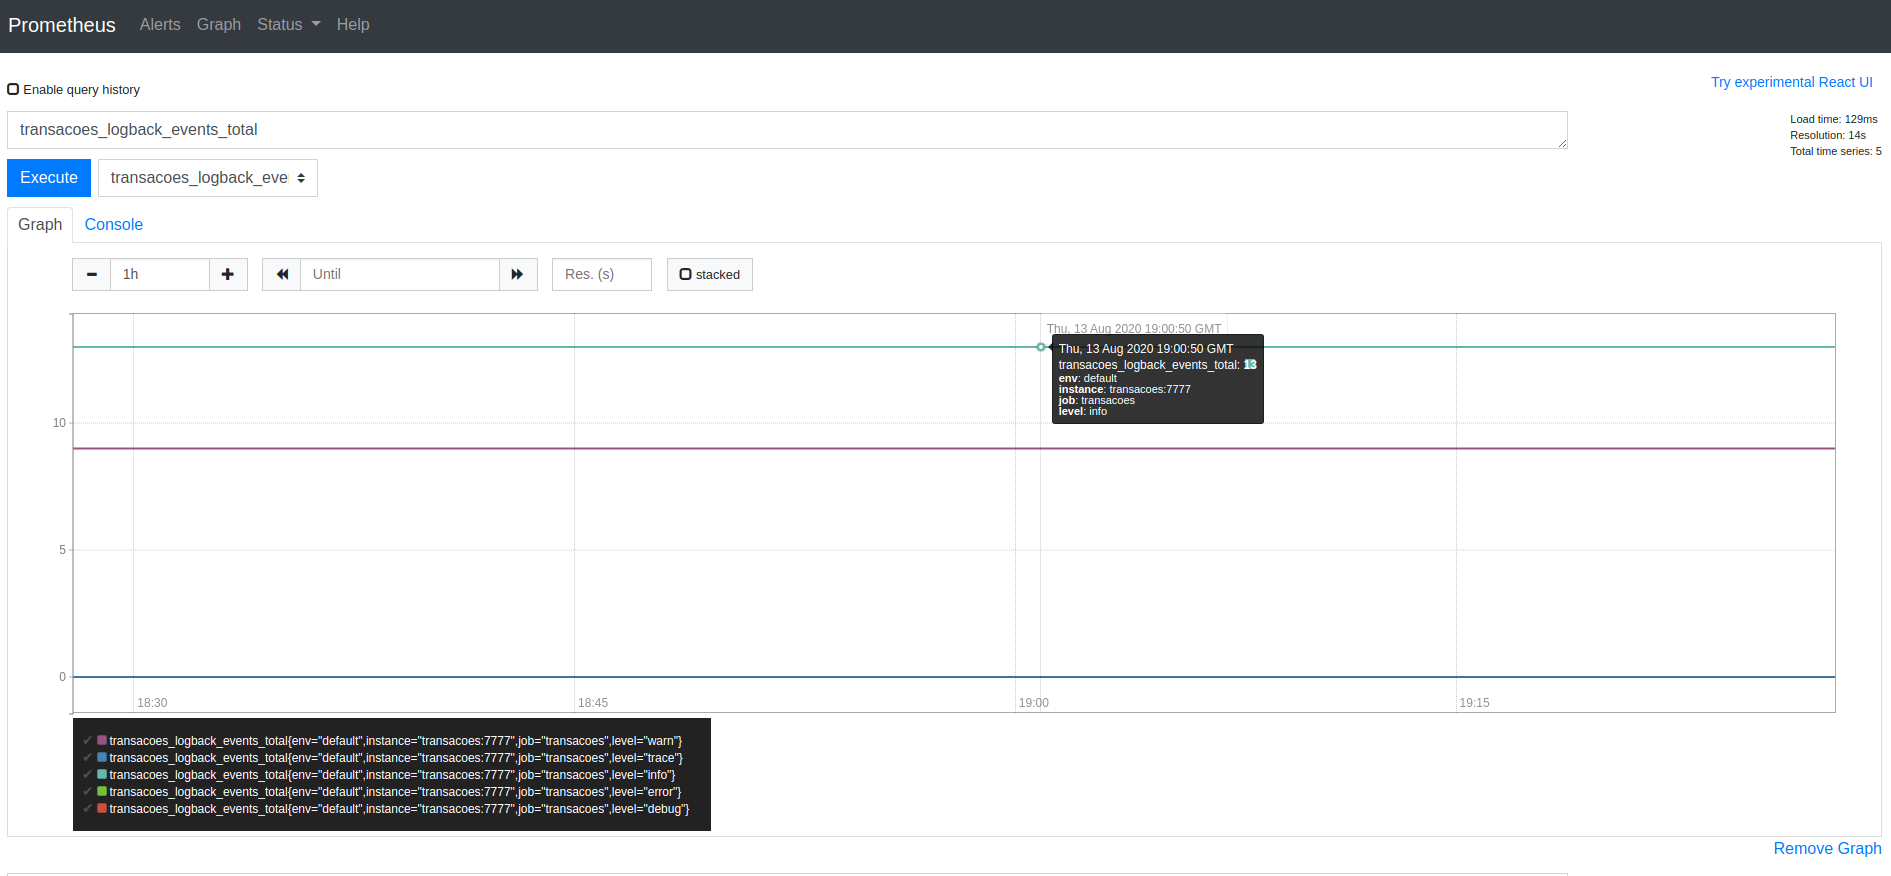 Prometheus Alerts Graph Status Help
Enable query history
Try experimental React UI
transacoes_logback_events_total
Load time: 129ms
Resolution: 14s
Total time series: 5
Execute transacoes_logback_eve
Graph Console
1h Until Res. (s) stacked
Thu, 13 Aug 2020 19:00:50 GMT
Thu, 13 Aug 2020 19:00:50 GMT
transacoes_logback_events_total: 13
env: default
instance: transacoes:7777
job: transacoes
level: info
10
5
0
18:30 18:45 19:00 19:15
transacoes_logback_events_total{env="default",instance="transacoes:7777",job="transacoes",level="warn"}
transacoes_logback_events_total{env="default",instance="transacoes:7777",job="transacoes",level="trace"}
transacoes_logback_events_total{env="default",instance="transacoes:7777",job="transacoes",level="info"}
transacoes_logback_events_total{env="default",instance="transacoes:7777",job="transacoes",level="error"}
transacoes_logback_events_total{env="default",instance="transacoes:7777",job="transacoes",level="debug"}
Remove Graph